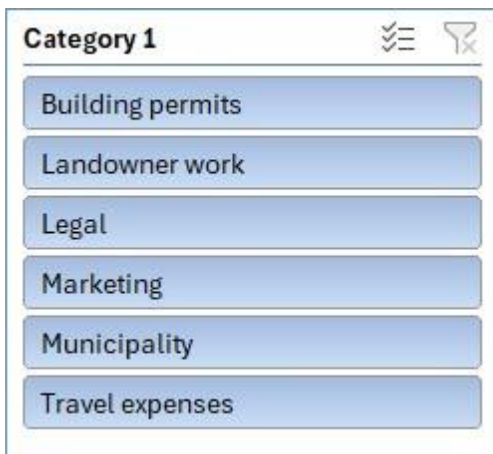 Category 1
Building permits
Landowner work
Legal
Marketing
Municipality
Travel expenses